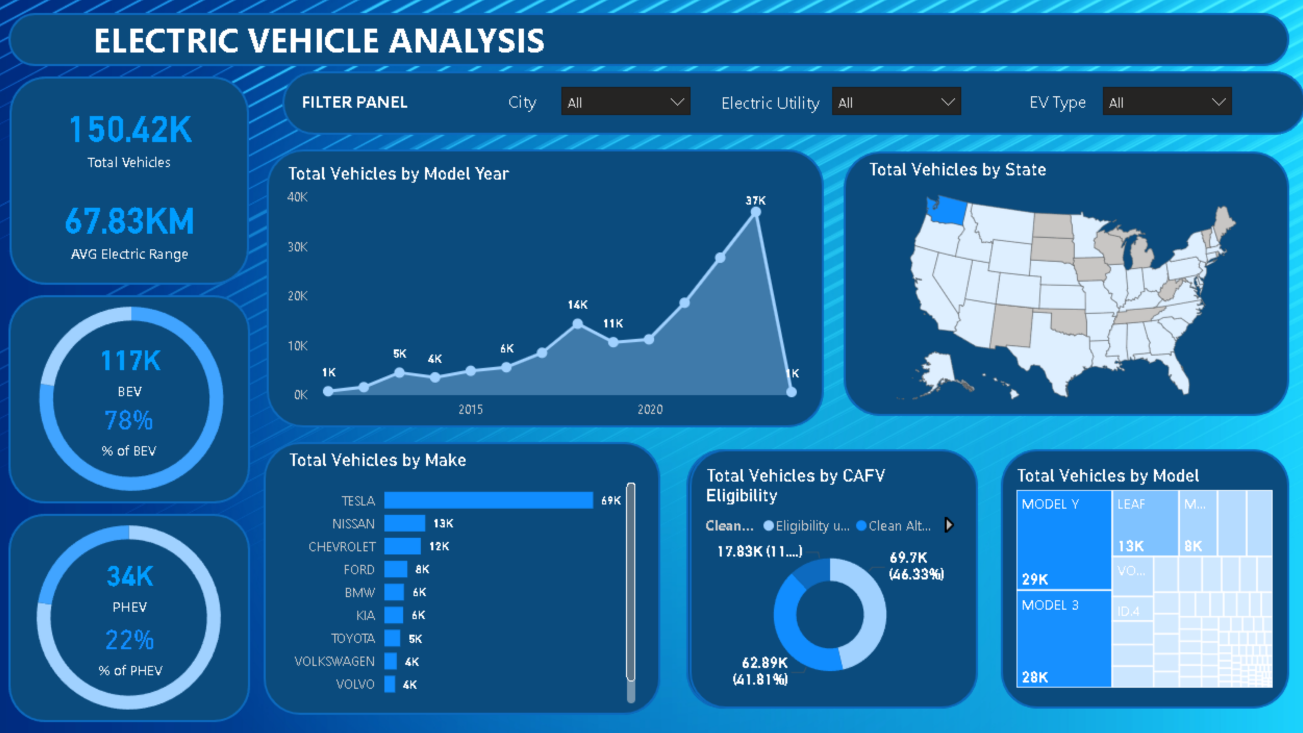 ELECTRIC VEHICLE ANALYSIS
150.42K
Total Vehicles
67.83KM
AVG Electric Range
FILTER PANEL
City
All
Electric Utility
All
EV Type
All
117K
BEV
78%
% of BEV
34K
PHEV
22%
% of PHEV
Total Vehicles by Model Year
40K
30K
20K
10K
0K
1K
5K
4K
6K
14K
11K
37K
1K
2015
2020
Total Vehicles by State
Total Vehicles by Make
TESLA 69K
NISSAN 13K
CHEVROLET 12K
FORD 8K
BMW 6K
KIA 6K
TOYOTA 5K
VOLKSWAGEN 4K
VOLVO 4K
Total Vehicles by CAFV
Eligibility
Clean... Eligibility u... Clean Alt...
17.83K (11....)
69.7K
(46.33%)
62.89K
(41.81%)
Total Vehicles by Model
MODEL Y
29K
MODEL 3
28K
LEAF
13K
M...
8K
VO...
ID.4